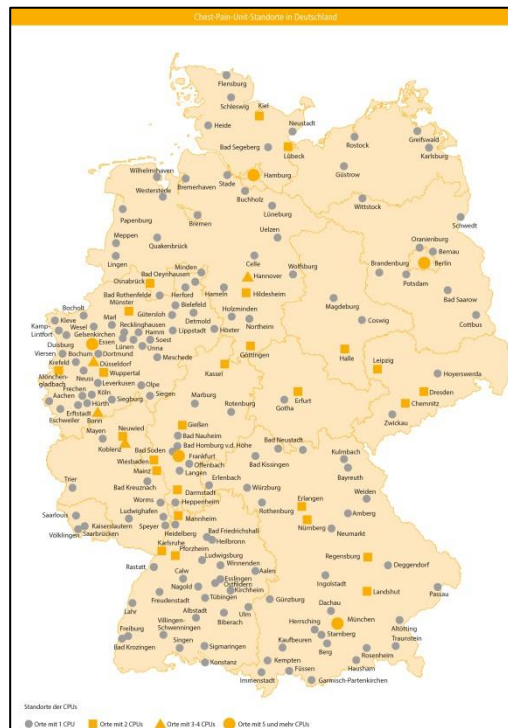 Chest-Pain-Unit-Standorte in Deutschland
Flensburg
Schleswig
Kiel
Heide
Neustadt
Bad Segeberg
Lübeck
Rostock
Greifswald
Karlsburg
Güstrow
Wilhelmshaven
Bremerhaven
Stade
Hamburg
Westerstede
Buchholz
Wittstock
Papenburg
Bremen
Lüneburg
Schwedt
Meppen
Quakenbrück
Uelzen
Oranienburg
Bernau
Lingen
Minden
Celle
Wolfsburg
Brandenburg
Berlin
Bad Oeynhausen
Hannover
Potsdam
Osnabrück
Hildesheim
Bad Saarow
Bad Rothenfelde
Herford
Hameln
Magdeburg
Münster
Bielefeld
Holzminden
Coswig
Cottbus
Bocholt
Marl
Gütersloh
Detmold
Northeim
Kleve
Recklinghausen
Hamm
Lippstadt
Höxter
Wesel
Gelsenkirchen
Kamp-
Lintfort
Essen
Lünen
Soest
Unna
Göttingen
Halle
Duisburg
Leipzig
Hoyerswerda
Viersen
Bochum
Dortmund
Meschede
Kassel
Krefeld
Düsseldorf
Mönchen-
gladbach
Neuss
Wuppertal
Dresden
Leverkusen
Olpe
Erfurt
Chemnitz
Frechen
Köln
Siegen
Marburg
Gotha
Aachen
Hürth
Siegburg
Rotenburg
Zwickau
Erftstadt
Eschweiler
Bonn
Neuwied
Gießen
Mayen
Bad Nauheim
Bad Neustadt
Koblenz
Bad Homburg v.d. Höhe
Kulmbach
Bad Soden
Frankfurt
Bad Kissingen
Wiesbaden
Offenbach
Bayreuth
Mainz
Langen
Trier
Erlenbach
Weiden
Bad Kreuznach
Darmstadt
Würzburg
Erlangen
Worms
Heppenheim
Amberg
Saarlouis
Ludwighafen
Mannheim
Rothenburg
Kaiserslautern
Speyer
Nürnberg
Neumarkt
Völklingen
Saarbrücken
Heidelberg
Bad Friedrichshall
Karlsruhe
Heilbronn
Pforzheim
Regensburg
Ludwigsburg
Deggendorf
Rastatt
Winnenden
Calw
Aalen
Ingolstadt
Esslingen
Nagold
Ostfildern
Kirchheim
Passau
Freudenstadt
Tübingen
Günzburg
Landshut
Lahr
Albstadt
Ulm
Dachau
Villingen-
Schwenningen
Biberach
München
Herrsching
Altötting
Freiburg
Starnberg
Traunstein
Bad Krozingen
Singen
Sigmaringen
Kaufbeuren
Berg
Rosenheim
Konstanz
Kempten
Hausham
Füssen
Immenstadt
Garmisch-Partenkirchen
Standorte der CPUs
Orte mit 1 CPU Orte mit 2 CPUs Orte mit 3-4 CPUs Orte mit 5 und mehr CPUs